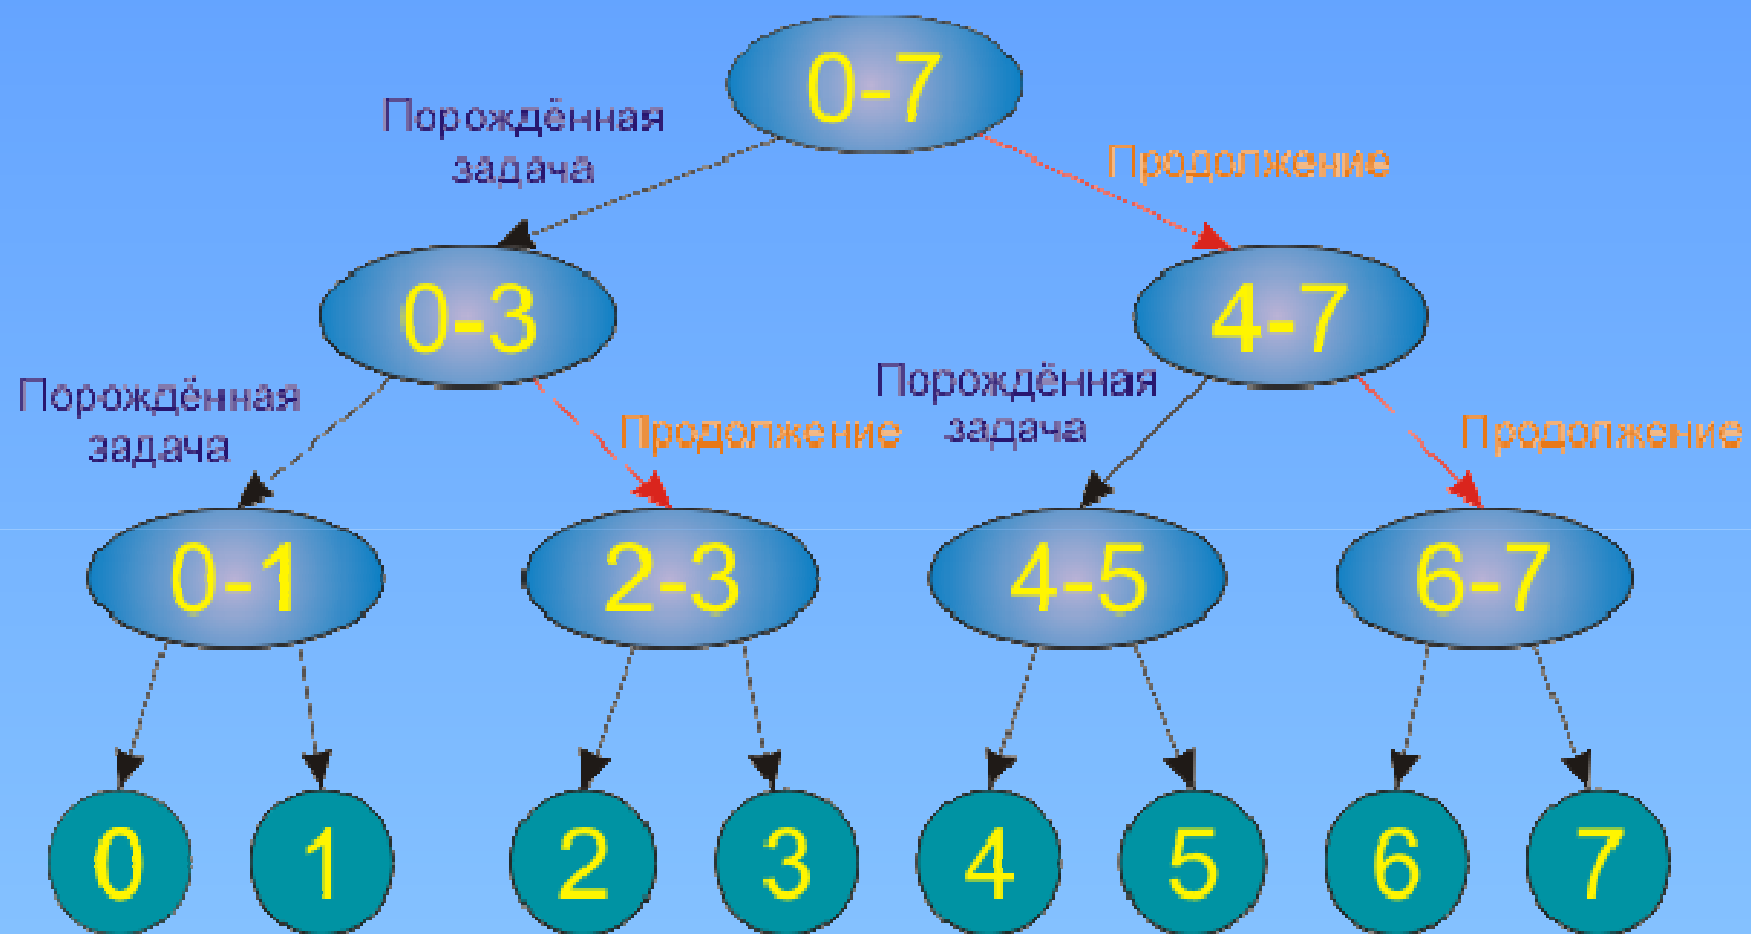 0-7
Порождённая
задача
Продолжение
0-3
4-7
Порождённая
задача
Продолжение
Порождённая
задача
Продолжение
0-1
2-3
4-5
6-7
0
1
2
3
4
5
6
7